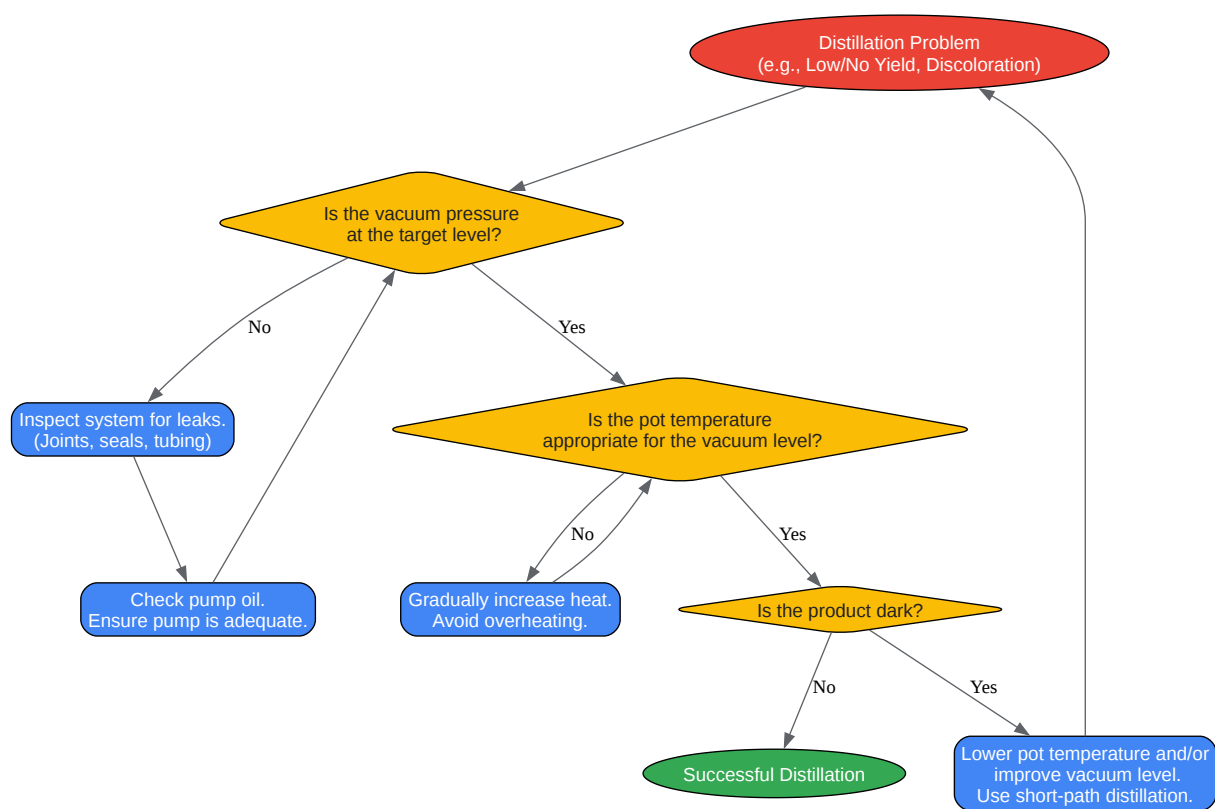 Distillation Problem
(e.g., Low/No Yield, Discoloration)
Is the vacuum pressure
at the target level?
No
Yes
Inspect system for leaks.
(Joints, seals, tubing)
Is the pot temperature
appropriate for the vacuum level?
No
Yes
Check pump oil.
Ensure pump is adequate.
Gradually increase heat.
Avoid overheating.
Is the product dark?
No
Yes
Successful Distillation
Lower pot temperature and/or
improve vacuum level.
Use short-path distillation.